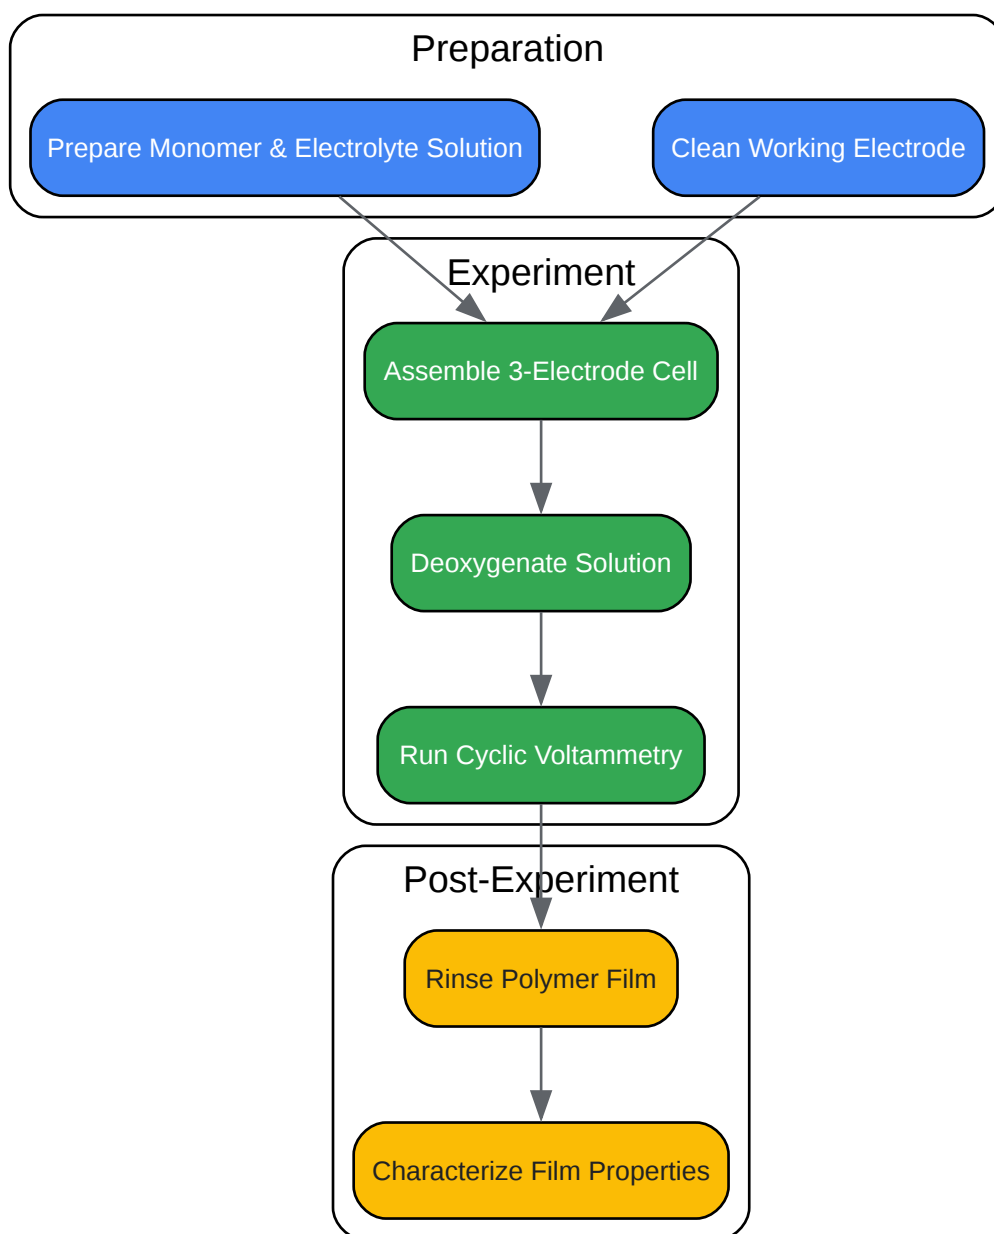 Preparation
Prepare Monomer & Electrolyte Solution
Clean Working Electrode
Experiment
Assemble 3-Electrode Cell
Deoxygenate Solution
Run Cyclic Voltammetry
Post-Experiment
Rinse Polymer Film
Characterize Film Properties